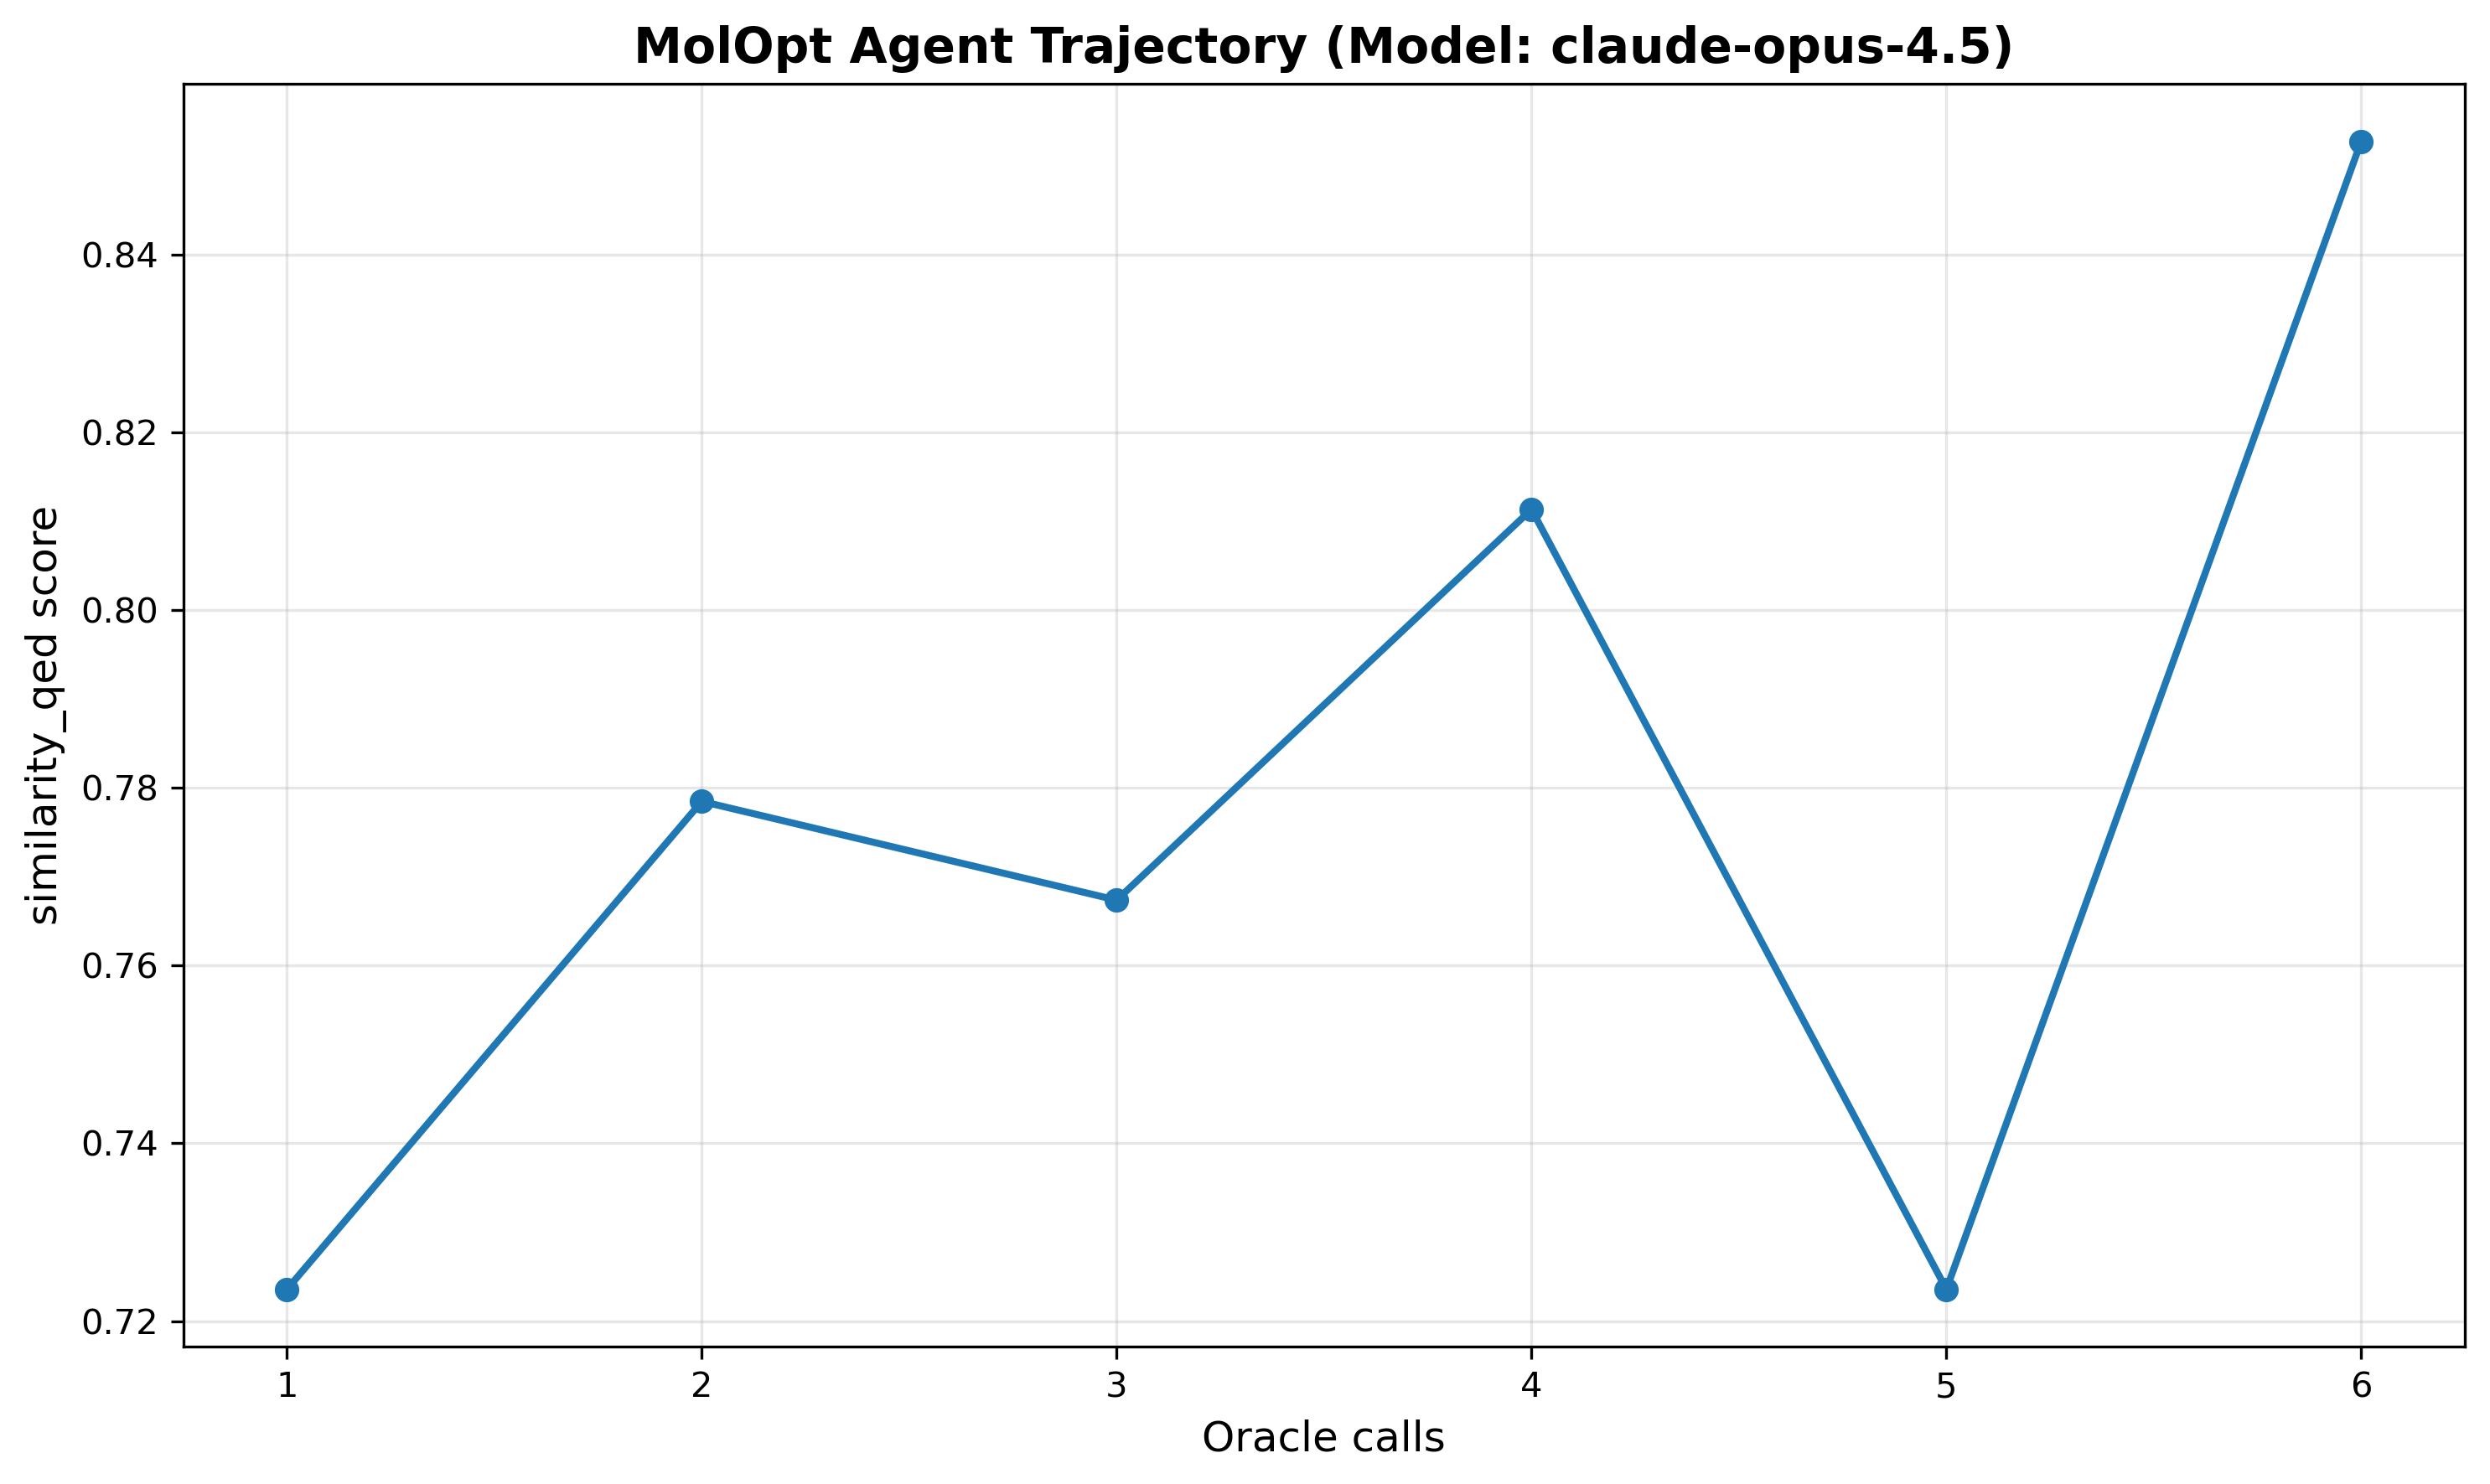 MolOpt Agent Trajectory (Model: claude-opus-4.5)
similarity_qed score
0.84
0.82
0.80
0.78
0.76
0.74
0.72
1 2 3 4 5 6
Oracle calls